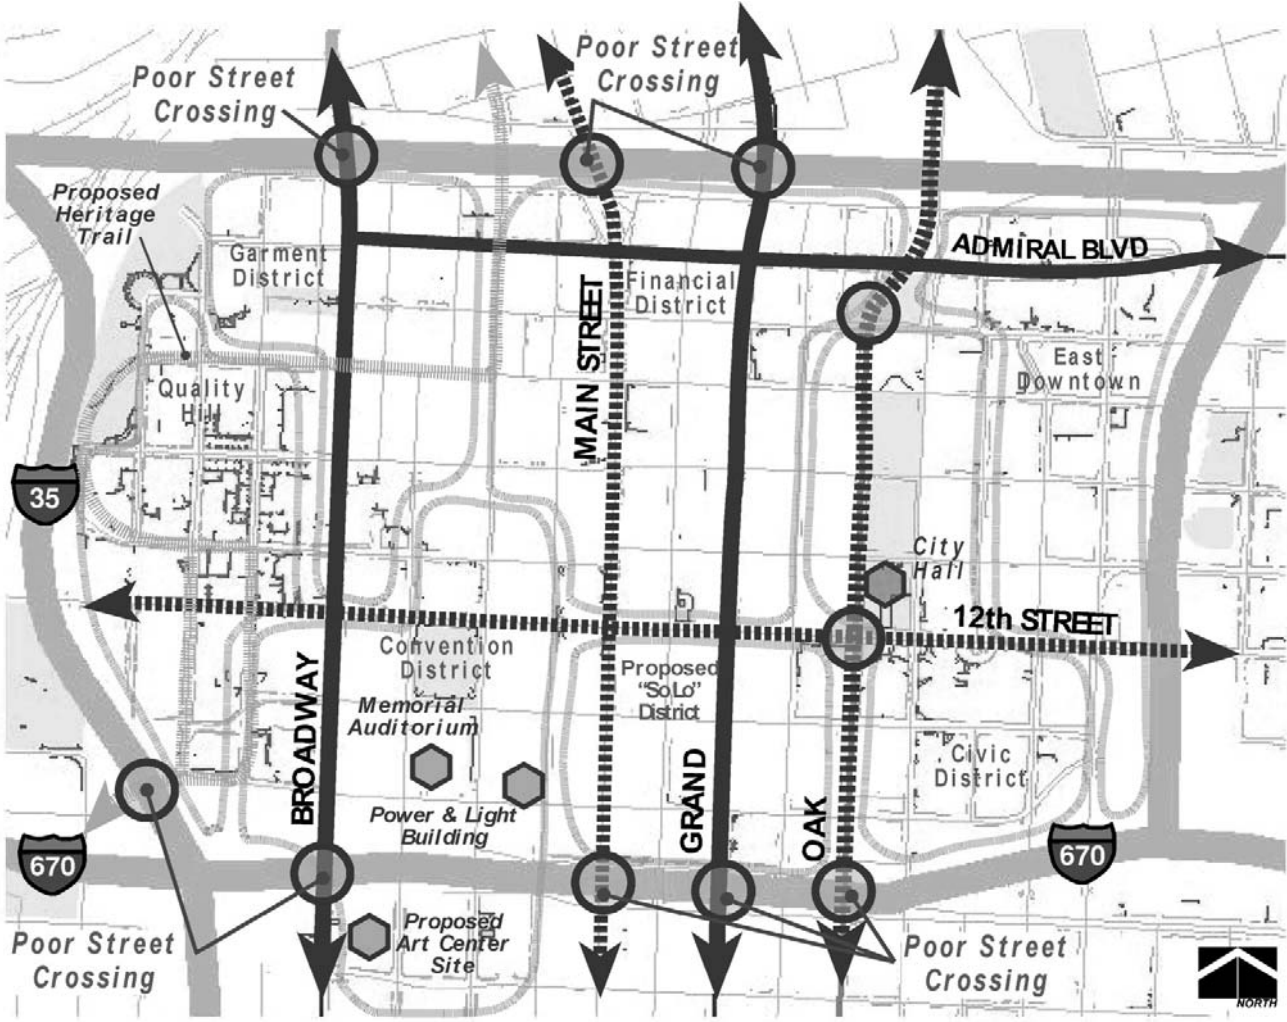 Poor Street
Crossing
Poor Street
Crossing
Proposed
Heritage
Trail
Garment
District
Financial
District
ADMIRAL BLVD
MAIN STREET
East
Downtown
Quality
Hill
35
City
Hall
12th STREET
Convention
District
Proposed
"SoLo"
District
Memorial
Auditorium
BROADWAY
GRAND
OAK
Civic
District
Power & Light
Building
670
670
Proposed
Art Center
Site
Poor Street
Crossing
Poor Street
Crossing
NORTH